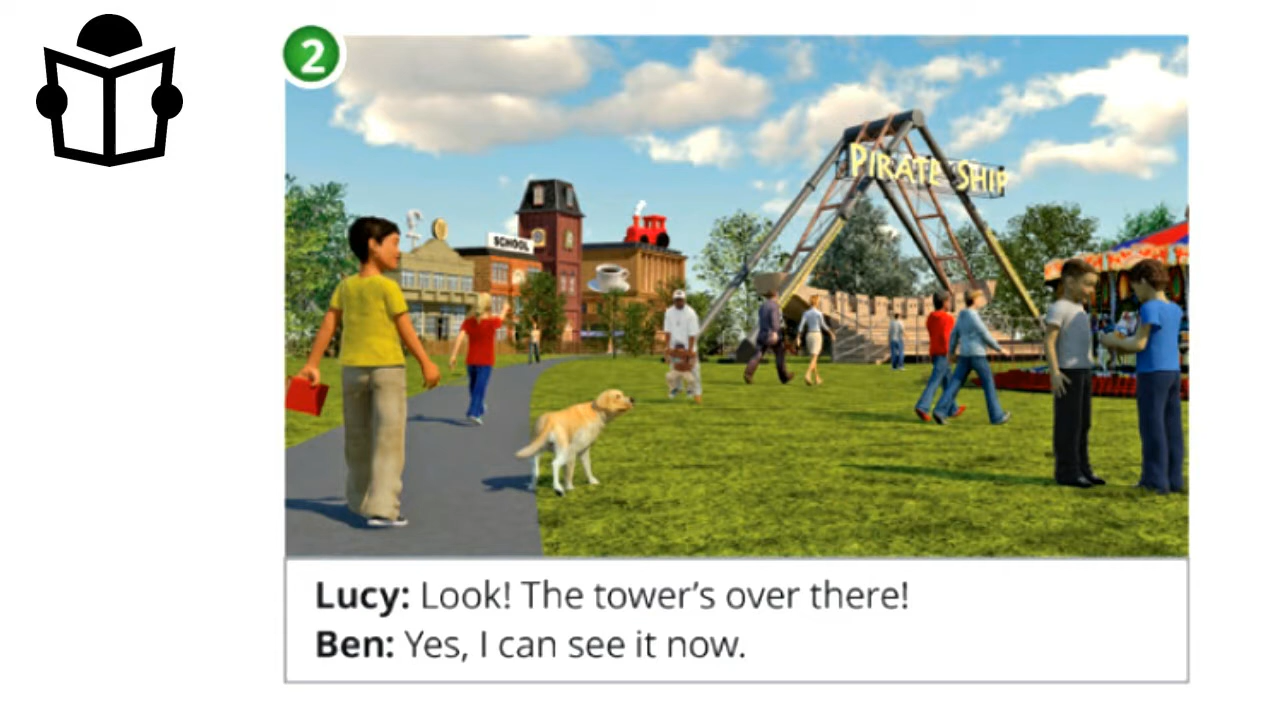 2
PIRATE SHIP
£
SCHOOL
Lucy: Look! The tower's over there!
Ben: Yes, I can see it now.